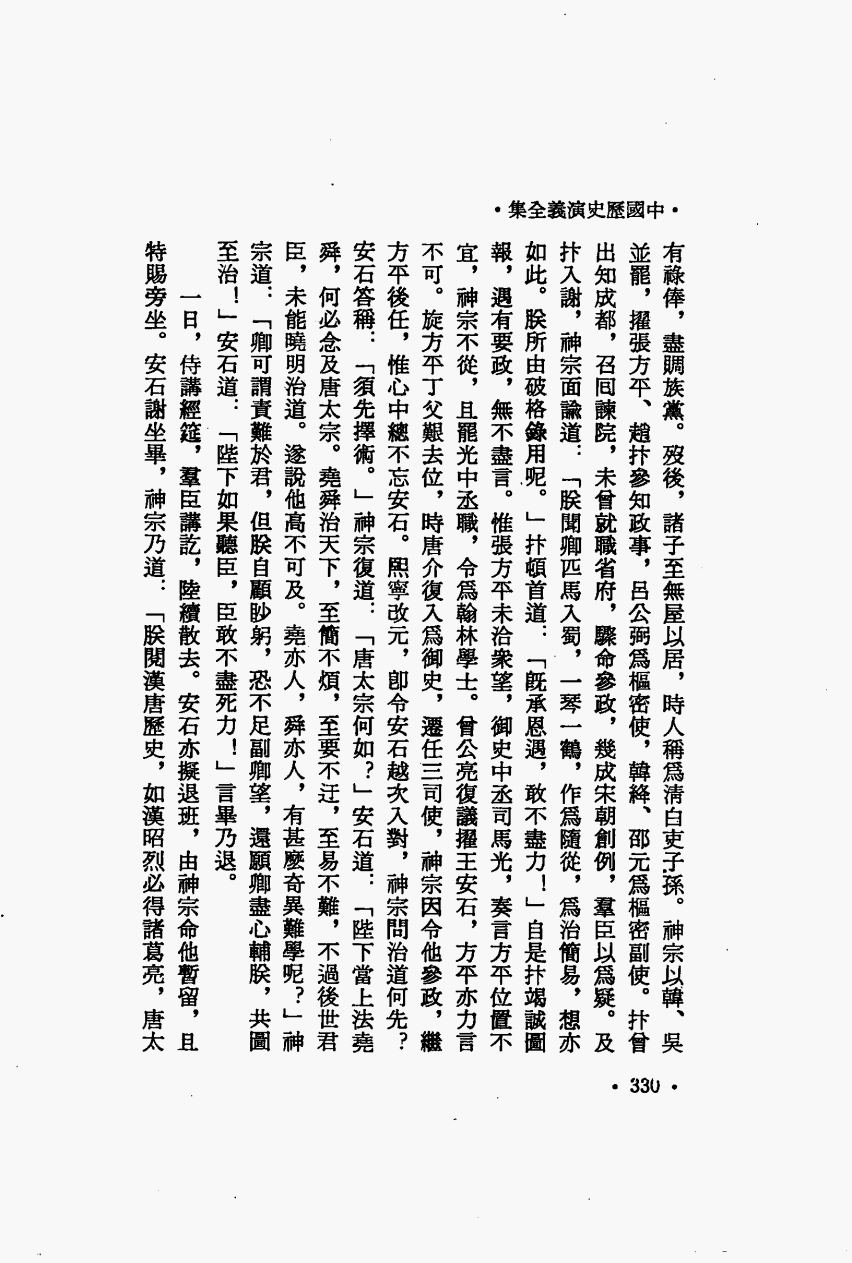 •中國歷史演義全集•
有祿俸，盡賙族黨。歿後，諸子至無屋以居，時人稱爲清白吏子孫。神宗以韓、吳
並罷，擢張方平、趙抃參知政事，呂公弼爲樞密使，韓絳、邵元爲樞密副使。抃曾
出知成都，召回諫院，未曾就職省府，驟命參政，幾成宋朝創例，羣臣以爲疑。及
抃入謝，神宗面諭道：「朕聞卿匹馬入蜀，一琴一鶴，作爲隨從，爲治簡易，想亦
如此。朕所由破格錄用呢。」抃頓首道：「旣承恩遇，敢不盡力！」自是抃竭誠圖
報，遇有要政，無不盡言。惟張方平未洽衆望，御史中丞司馬光，奏言方平位置不
宜，神宗不從，且罷光中丞職，令爲翰林學士。曾公亮復議擢王安石，方平亦力言
不可。旋方平丁父艱去位，時唐介復入爲御史，遷任三司使，神宗因令他參政，繼
方平後任，惟心中總不忘安石。熙寧改元，卽令安石越次入對，神宗問治道何先？
安石答稱：「須先擇術。」神宗復道：「唐太宗何如？」安石道：「陛下當上法堯
舜，何必念及唐太宗。堯舜治天下，至簡不煩，至要不迂，至易不難，不過後世君
臣，未能曉明治道。遂說他高不可及。堯亦人，舜亦人，有甚麼奇異難學呢？」神
宗道：「卿可謂責難於君，但朕自顧眇躬，恐不足副卿望，還願卿盡心輔朕，共圖
至治！」安石道：「陛下如果聽臣，臣敢不盡死力！」言畢乃退。
一日，侍講經筵，羣臣講訖，陸續散去。安石亦擬退班，由神宗命他暫留，且
特賜旁坐。安石謝坐畢，神宗乃道：「朕閱漢唐歷史，如漢昭烈必得諸葛亮，唐太
•330•